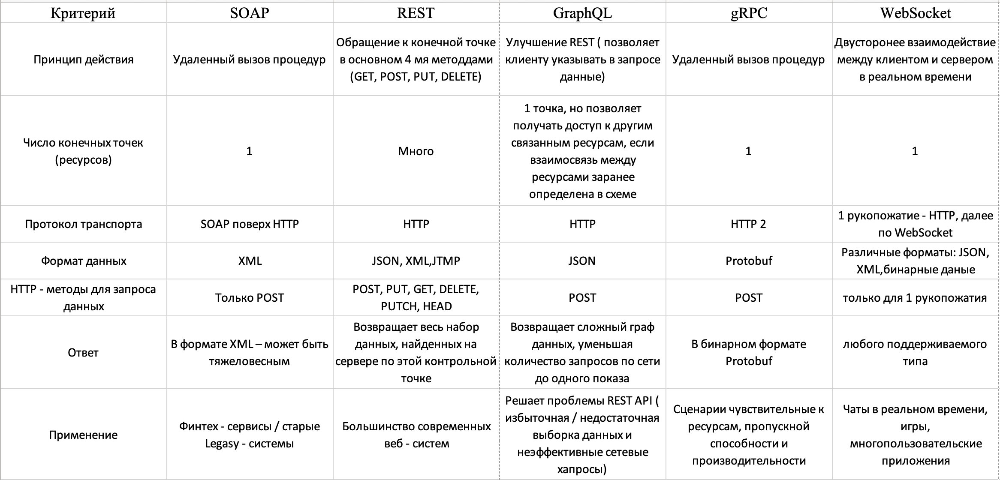 Критерий
SOAP
REST
GraphQL
gRPC
WebSocket
Принцип действия
Удаленный вызов процедур
Обращение к конечной точке
в основном 4 мя методдами
(GET, POST, PUT, DELETE)
Улучшение REST ( позволяет
клиенту указывать в запросе
данные)
Удаленный вызов процедур
Двусторонее взаимодействие
между клиентом и сервером
в реальном времени
Число конечных точек
(ресурсов)
1
Много
1 точка, но позволяет
получать доступ к другим
связанным ресурсам, если
взаимосвязь между
ресурсами заранее
определена в схеме
1
1
Протокол транспорта
SOAP поверх HTTP
HTTP
HTTP
HTTP 2
1 рукопожатие - HTTP, далее
по WebSocket
Формат данных
XML
JSON, XML,JTMP
JSON
Protobuf
Различные форматы: JSON,
XML,бинарные даные
HTTP - методы для запроса
данных
Только POST
POST, PUT, GET, DELETE,
PUTCH, HEAD
POST
POST
только для 1 рукопожатия
Ответ
В формате XML – может быть
тяжеловесным
Возвращает весь набор
данных, найденных на
сервере по этой контрольной
точке
Возвращает сложный граф
данных, уменьшая
количество запросов по сети
до одного показа
В бинарном формате
Protobuf
любого поддерживаемого
типа
Применение
Финтех - сервисы / старые
Legasy - системы
Большинство современных
веб - систем
Решает проблемы REST API (
избыточная / недостаточная
выборка данных и
неэффективные сетевые
хапросы)
Сценарии чувствительные к
ресурсам, пропускной
способности и
производительности
Чаты в реальном времени,
игры,
многопользовательские
приложения